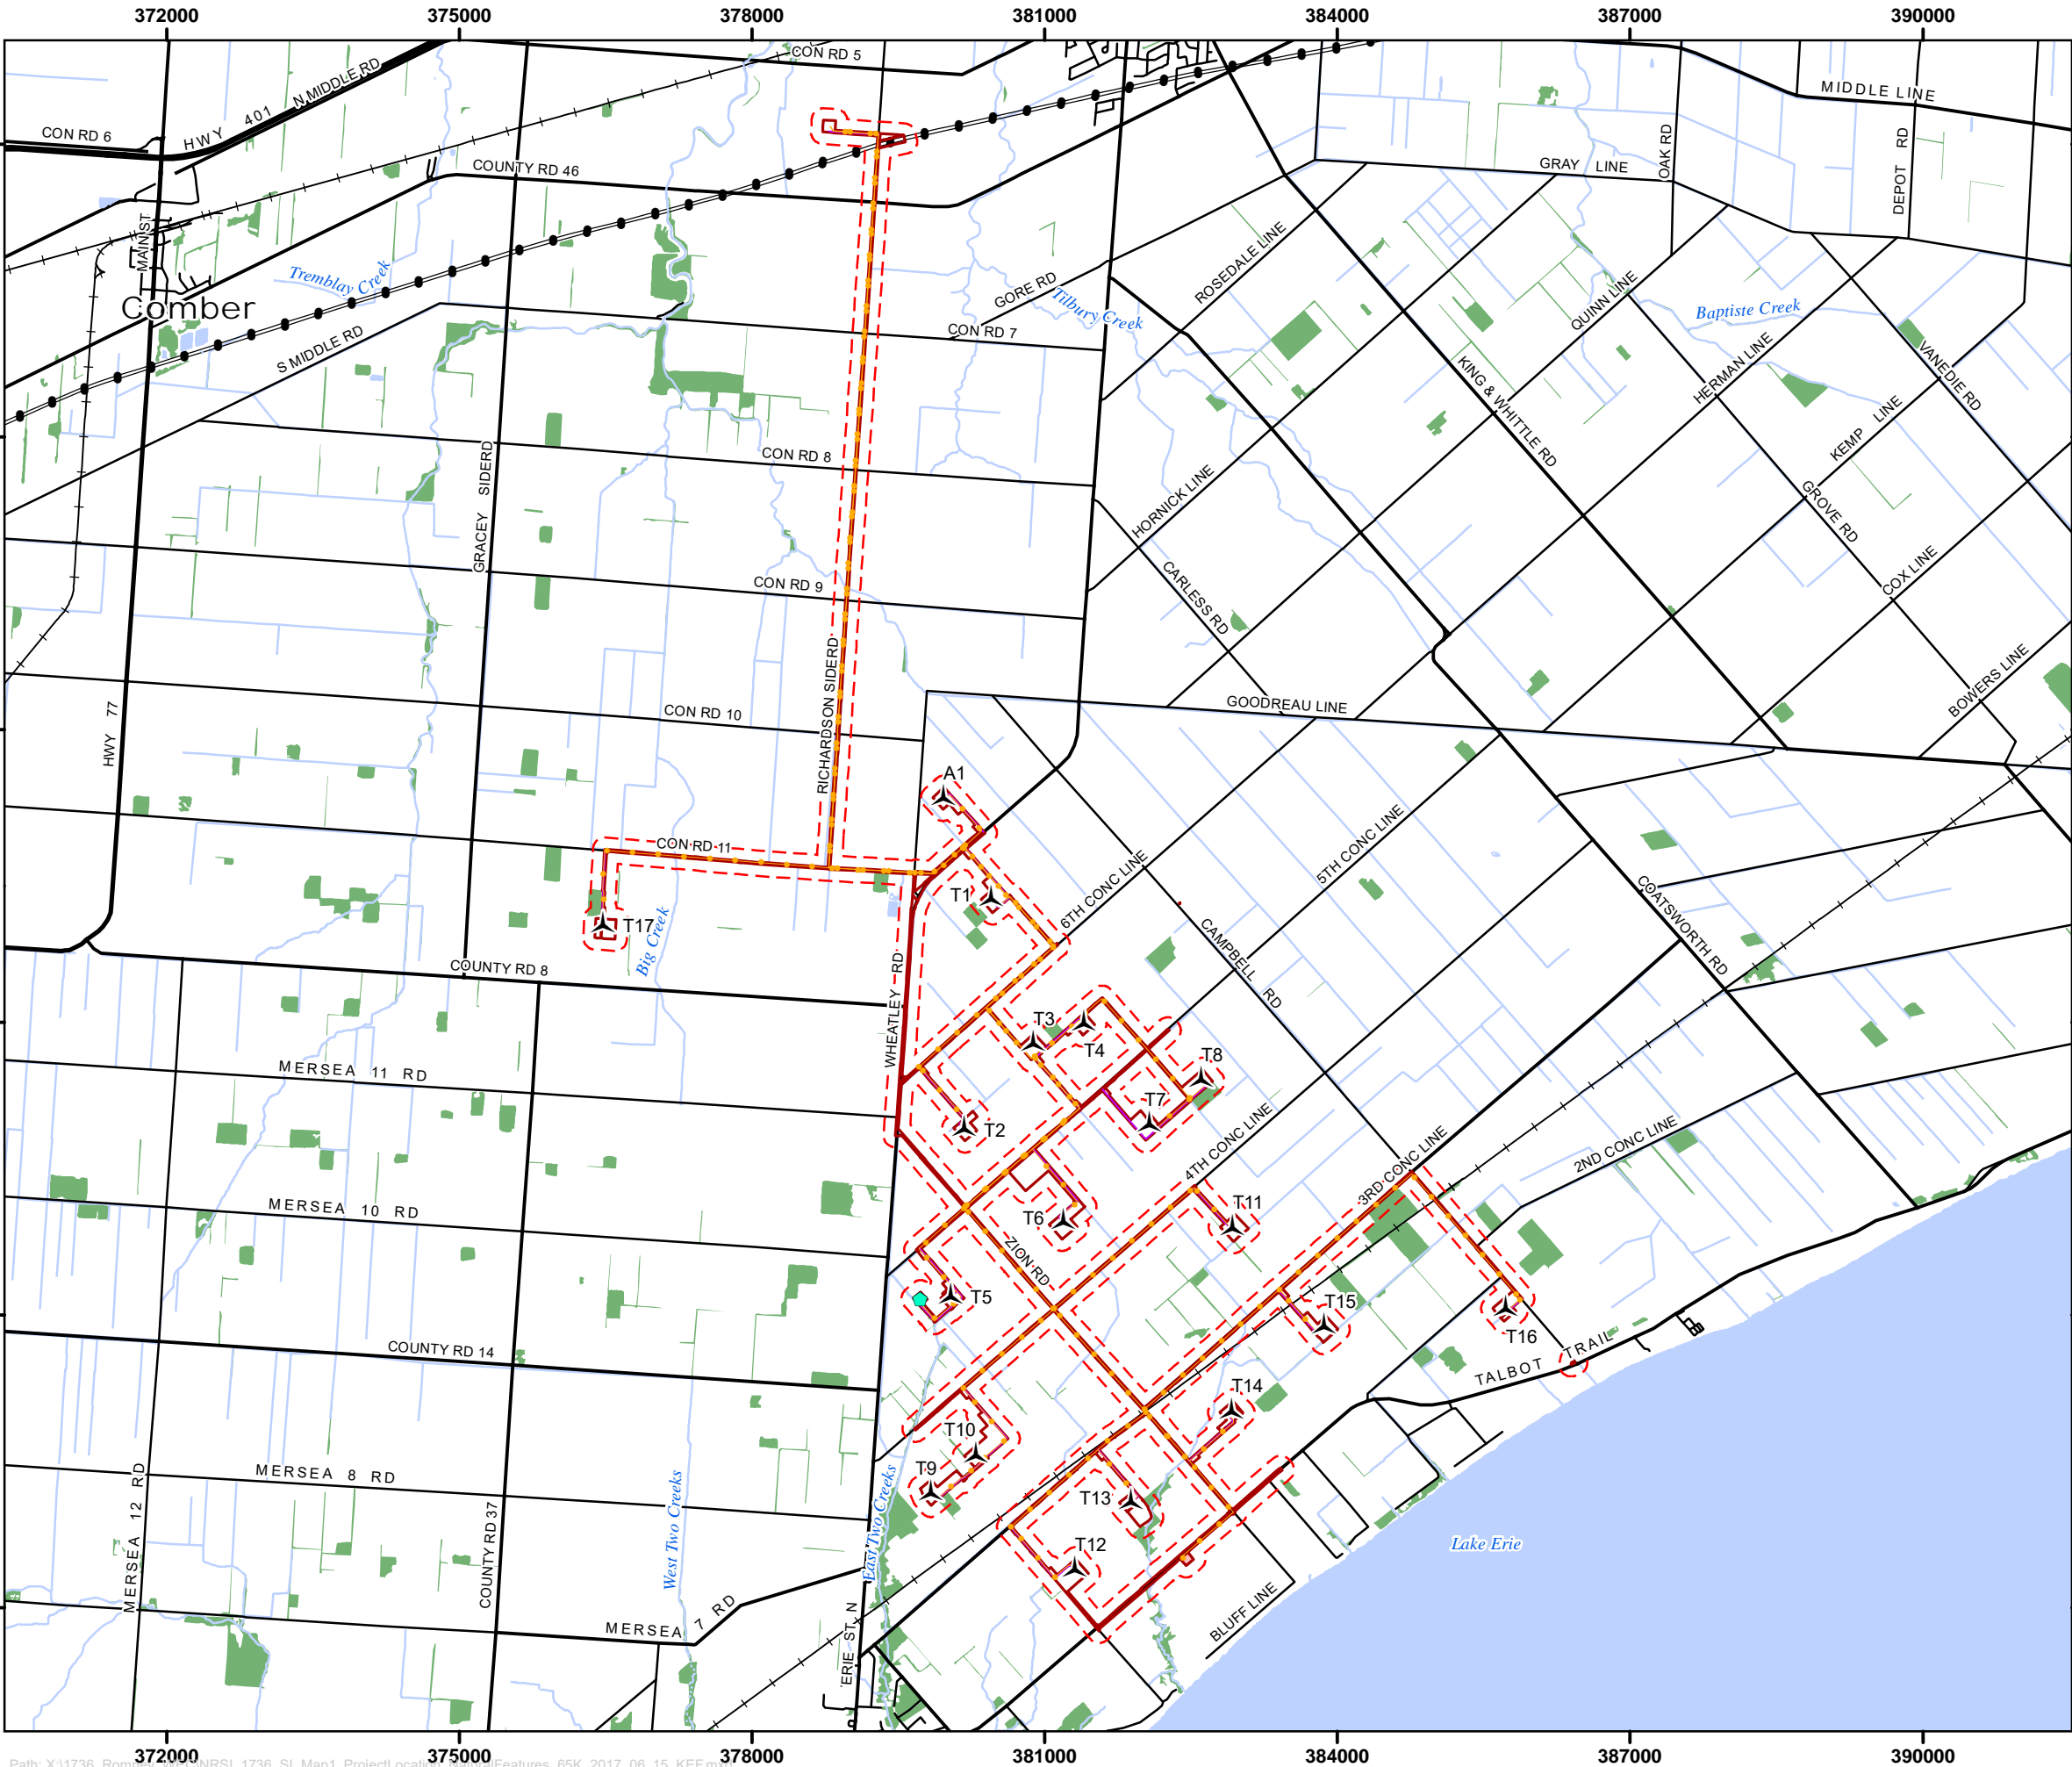 372000 375000 378000 381000 384000 387000 390000
CON RD 5
N MIDDLE RD
HWY 401
CON RD 6
MIDDLE LINE
COUNTY RD 46
GRAY LINE
OAK RD
DEPOT RD
MAIN ST
Tremblay Creek
Comber
S MIDDLE RD
GORE RD
ROSEDALE LINE
Tilbury Creek
CON RD 7
QUINN LINE
Baptiste Creek
HERMAN LINE
VANEDIE RD
KING & WHITTLE RD
KEMP LINE
GRACEY SIDERD
CON RD 8
HORNICK LINE
GROVE RD
COX LINE
CON RD 9
CARLESS RD
RICHARDSON SIDERD
BOWERS LINE
HWY 77
CON RD 10
GOODREAU LINE
A1
CON RD 11
T1
6TH CONC LINE
5TH CONC LINE
T17
Big Creek
COUNTY RD 8
CAMPBELL RD
COATSWORTH RD
WHEATLEY RD
T3
T4
T8
T7
MERSEA 11 RD
T2
4TH CONC LINE
3RD CONC LINE
2ND CONC LINE
MERSEA 10 RD
T6
T11
ZION RD
T5
T15
T16
COUNTY RD 14
TALBOT TRAIL
T14
T10
T9
MERSEA 8 RD
MERSEA 12 RD
COUNTY RD 37
West Two Creeks
East Two Creeks
T13
T12
Lake Erie
BLUFF LINE
MERSEA 7 RD
ERIE ST N
372000 375000 378000 381000 384000 387000 390000